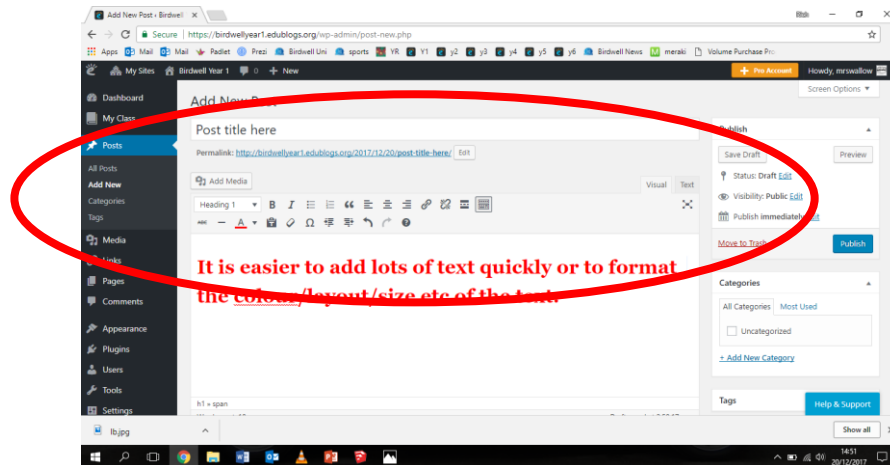 Add New Post ‹ Birdwell
Secure | https://birdwellyear1.edublogs.org/wp-admin/post-new.php
Apps Mail Mail Padlet Prezi Birdwell Uni sports YR Y1 y2 y3 y4 y5 y6 Birdwell News meraki Volume Purchase Pro
My Sites Birdwell Year 1 0 + New Pro Account Howdy, mrswallow
Screen Options
Dashboard
My Class
Posts
All Posts
Add New
Categories
Tags
Media
Links
Pages
Comments
Appearance
Plugins
Users
Tools
Settings
Add New Post
Post title here
Permalink: http://birdwellyear1.edublogs.org/2017/12/20/post-title-here/ Edit
Add Media
Visual Text
Heading 1 B I
ABC A Ω
It is easier to add lots of text quickly or to format
the colour/layout/size etc of the text.
h1 » span
Publish
Save Draft Preview
Status: Draft Edit
Visibility: Public Edit
Publish immediately Edit
Move to Trash Publish
Categories
All Categories Most Used
Uncategorized
+ Add New Category
Tags
Help & Support
lb.jpg Show all
14:51
20/12/2017